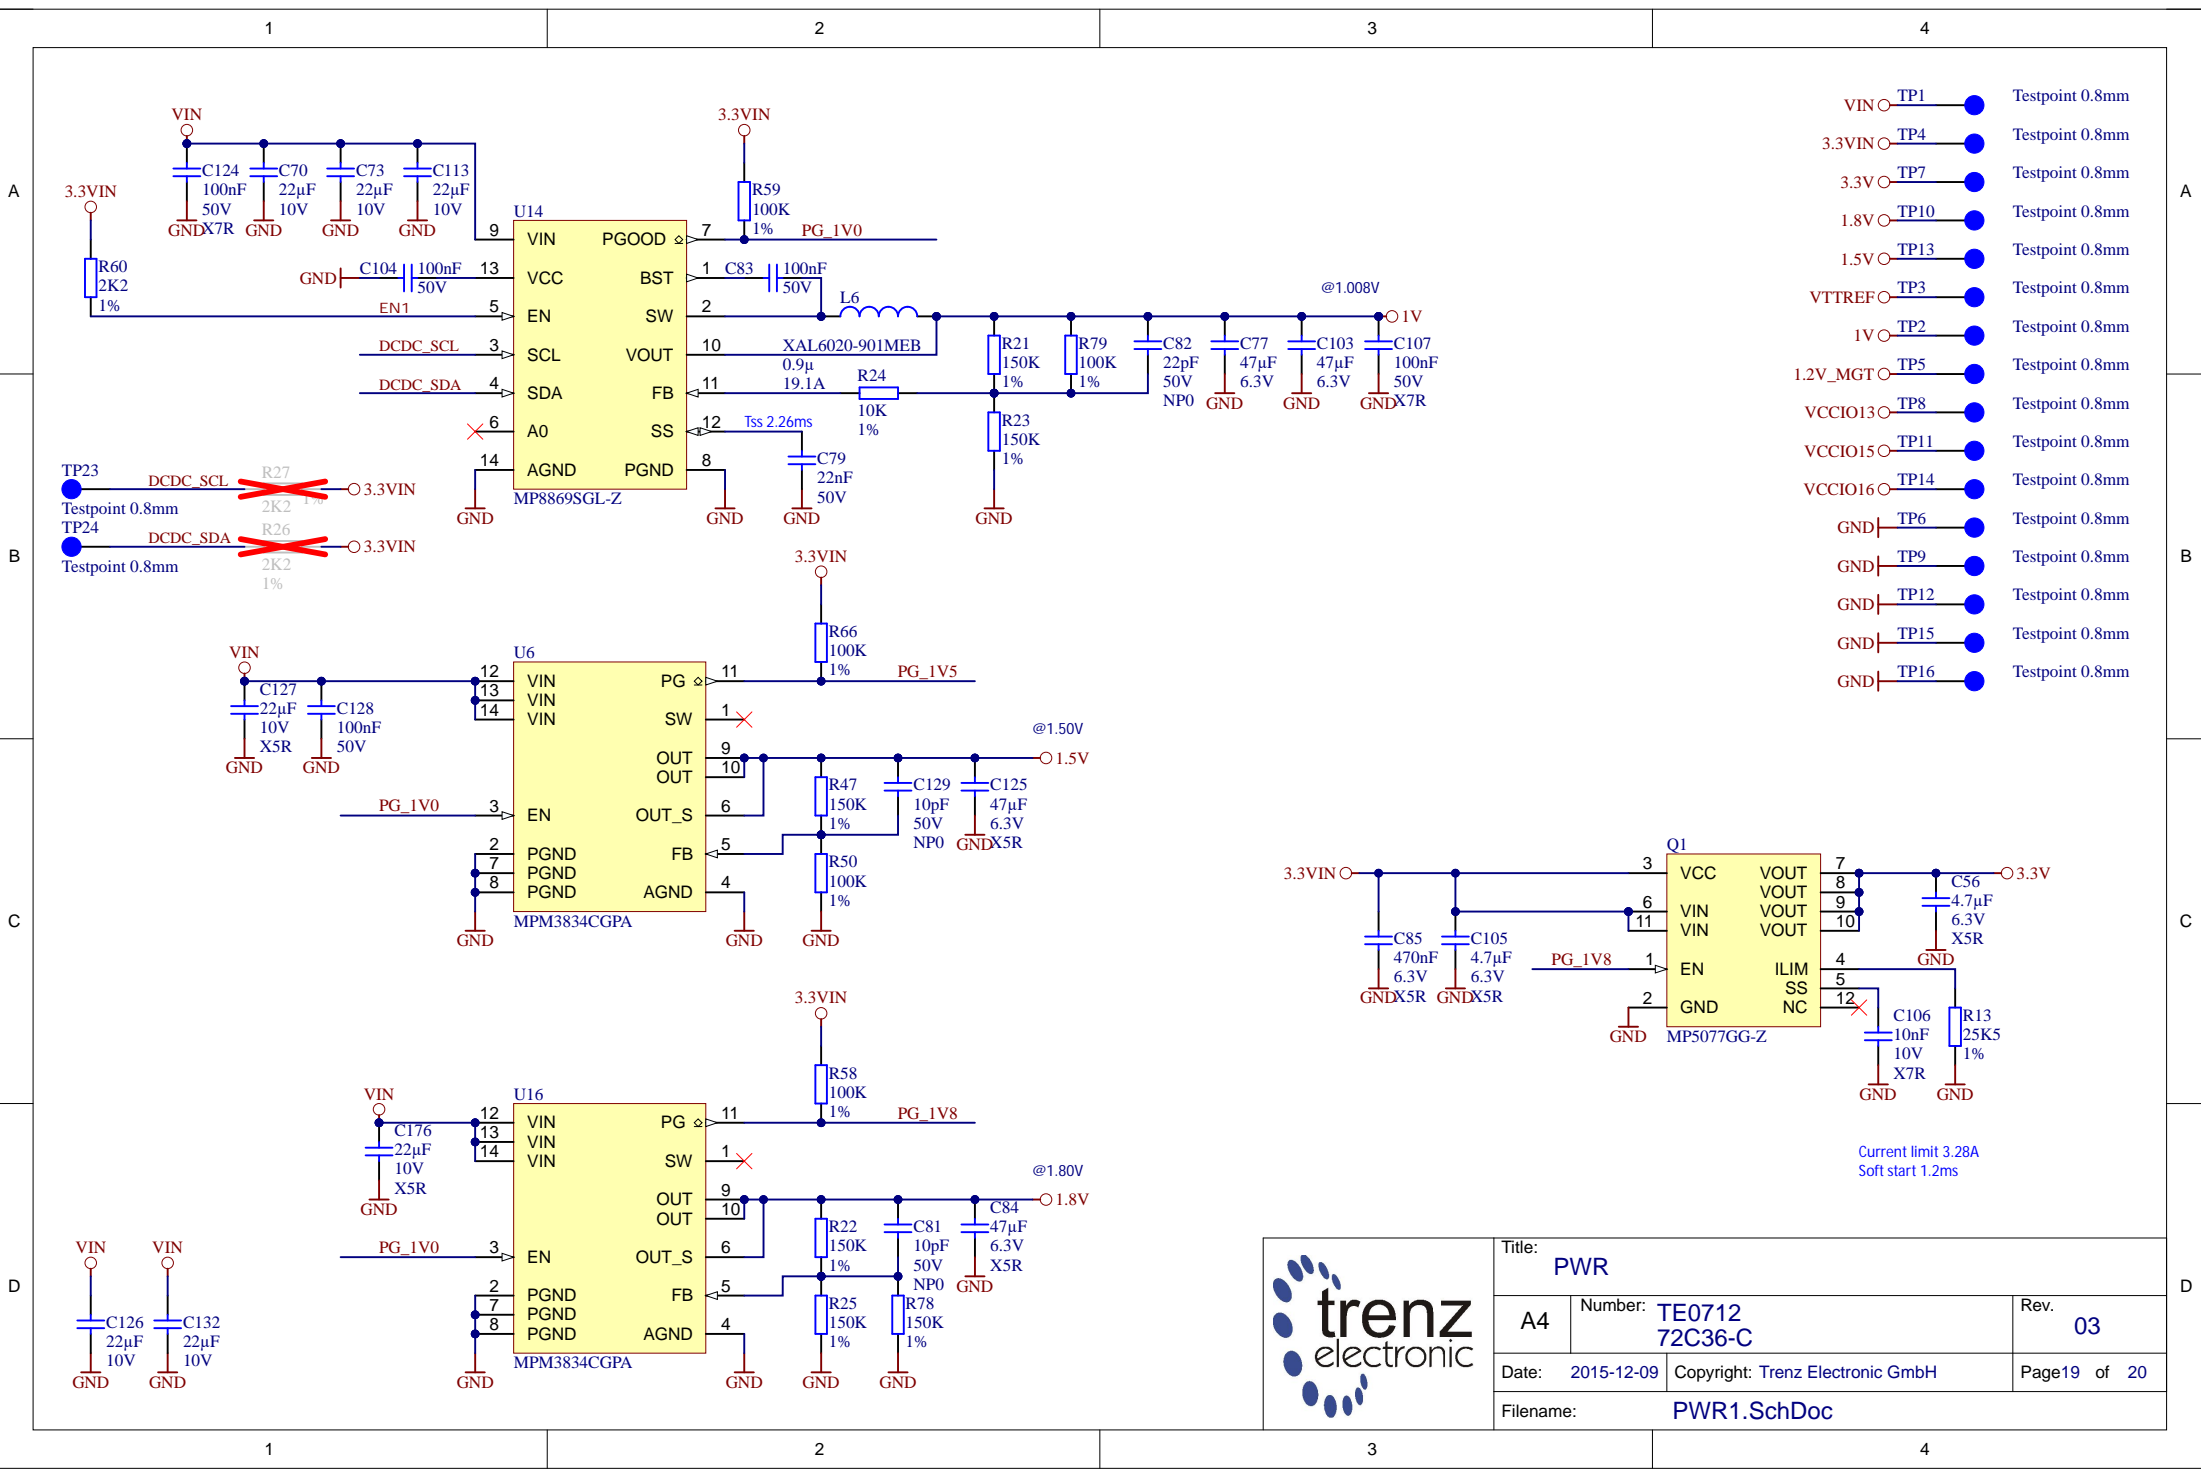 1
2
3
4
A
A
B
B
C
C
D
D
1
2
3
4
VIN
C124
100nF
50V
X7R
GND
C70
22µF
10V
GND
C73
22µF
10V
GND
C113
22µF
10V
GND
3.3VIN
R60
2K2
1%
GND
C104
100nF
50V
EN1
DCDC_SCL
DCDC_SDA
U14
9 VIN
13 VCC
5 EN
3 SCL
4 SDA
6 A0
14 AGND
PGOOD 7
BST 1
SW 2
VOUT 10
FB 11
SS 12
PGND 8
MP8869SGL-Z
GND
GND
3.3VIN
R59
100K
1%
PG_1V0
C83
100nF
50V
L6
XAL6020-901MEB
0.9µ
19.1A
R24
10K
1%
Tss 2.26ms
C79
22nF
50V
GND
R21
150K
1%
R23
150K
1%
GND
R79
100K
1%
C82
22pF
50V
NP0
C77
47µF
6.3V
GND
C103
47µF
6.3V
GND
C107
100nF
50V
X7R
GND
@1.008V
1V
TP23
DCDC_SCL
R27
1%
2K2
3.3VIN
Testpoint 0.8mm
TP24
DCDC_SDA
R26
2K2
1%
3.3VIN
Testpoint 0.8mm
VIN
C127
22µF
10V
X5R
GND
C128
100nF
50V
GND
PG_1V0
U6
12 VIN
13 VIN
14 VIN
3 EN
2 PGND
7 PGND
8 PGND
PG 11
SW 1
OUT 9
OUT 10
OUT_S 6
FB 5
AGND 4
MPM3834CGPA
GND
GND
3.3VIN
R66
100K
1%
PG_1V5
R47
150K
1%
R50
100K
1%
GND
C129
10pF
50V
NP0
C125
47µF
6.3V
X5R
GND
@1.50V
1.5V
VIN
C176
22µF
10V
X5R
GND
PG_1V0
U16
12 VIN
13 VIN
14 VIN
3 EN
2 PGND
7 PGND
8 PGND
PG 11
SW 1
OUT 9
OUT 10
OUT_S 6
FB 5
AGND 4
MPM3834CGPA
GND
GND
3.3VIN
R58
100K
1%
PG_1V8
R22
150K
1%
R25
150K
1%
GND
C81
10pF
50V
NP0
R78
150K
1%
GND
C84
47µF
6.3V
X5R
GND
@1.80V
1.8V
VIN
C126
22µF
10V
GND
VIN
C132
22µF
10V
GND
VIN TP1 Testpoint 0.8mm
3.3VIN TP4 Testpoint 0.8mm
3.3V TP7 Testpoint 0.8mm
1.8V TP10 Testpoint 0.8mm
1.5V TP13 Testpoint 0.8mm
VTTREF TP3 Testpoint 0.8mm
1V TP2 Testpoint 0.8mm
1.2V_MGT TP5 Testpoint 0.8mm
VCCIO13 TP8 Testpoint 0.8mm
VCCIO15 TP11 Testpoint 0.8mm
VCCIO16 TP14 Testpoint 0.8mm
GND TP6 Testpoint 0.8mm
GND TP9 Testpoint 0.8mm
GND TP12 Testpoint 0.8mm
GND TP15 Testpoint 0.8mm
GND TP16 Testpoint 0.8mm
3.3VIN
C85
470nF
6.3V
X5R
GND
C105
4.7µF
6.3V
X5R
GND
PG_1V8
Q1
3 VCC
6 VIN
11 VIN
1 EN
2 GND
VOUT 7
VOUT 8
VOUT 9
VOUT 10
ILIM 4
SS 5
NC 12
MP5077GG-Z
GND
3.3V
C56
4.7µF
6.3V
X5R
GND
C106
10nF
10V
X7R
GND
R13
25K5
1%
GND
Current limit 3.28A
Soft start 1.2ms
trenz
electronic
Title:
PWR
A4
Number: TE0712
72C36-C
Rev.
03
Date: 2015-12-09
Copyright: Trenz Electronic GmbH
Page19 of 20
Filename: PWR1.SchDoc